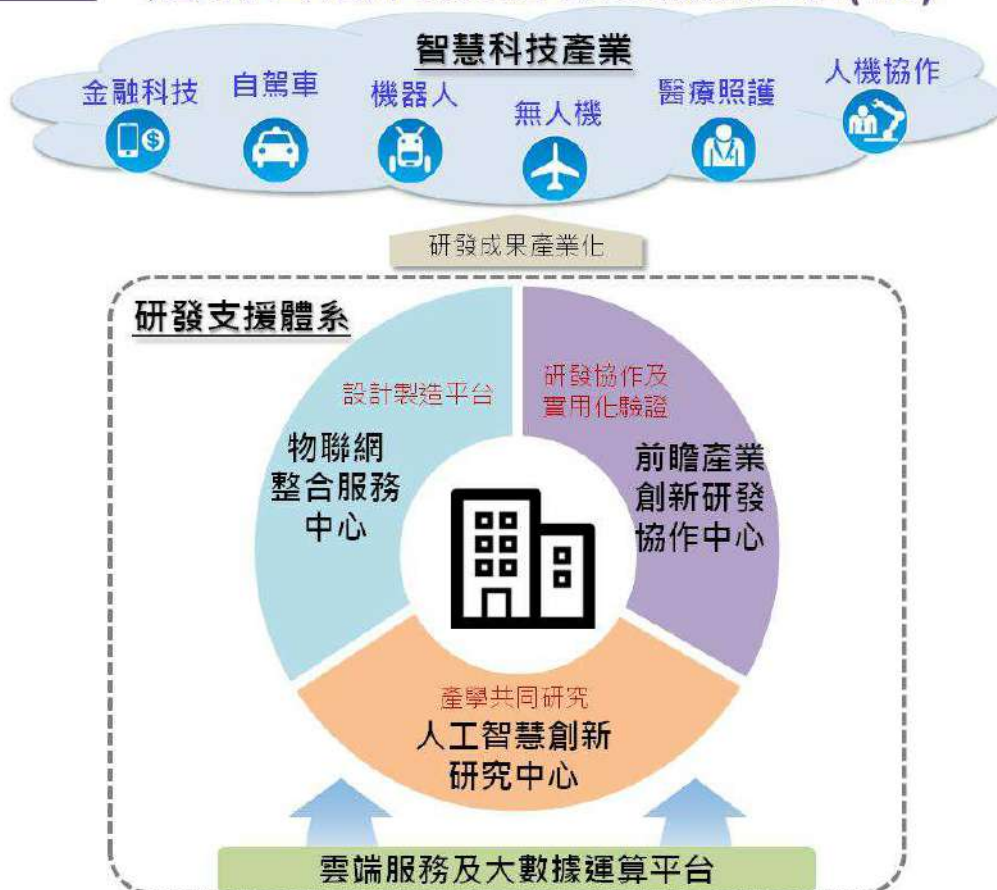 智慧科技產業
金融科技
自駕車
機器人
無人機
醫療照護
人機協作
研發成果產業化
研發支援體系
設計製造平台
物聯網
整合服務
中心
研發協作及
實用化驗證
前瞻產業
創新研發
協作中心
產學共同研究
人工智慧創新
研究中心
雲端服務及大數據運算平台